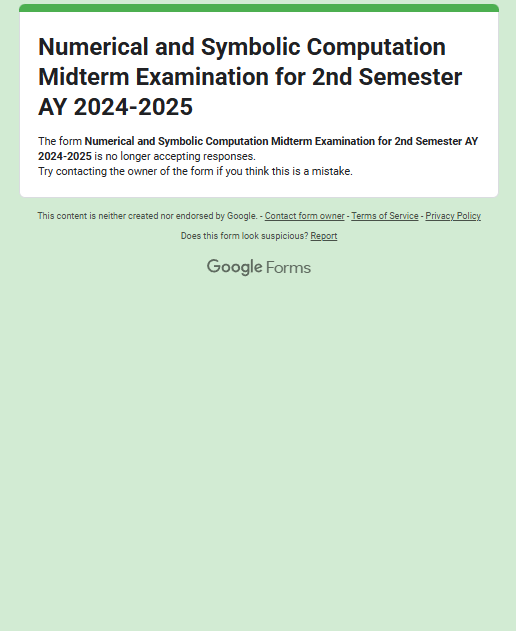 Numerical and Symbolic Computation
Midterm Examination for 2nd Semester
AY 2024-2025
The form Numerical and Symbolic Computation Midterm Examination for 2nd Semester AY
2024-2025 is no longer accepting responses.
Try contacting the owner of the form if you think this is a mistake.
This content is neither created nor endorsed by Google. - Contact form owner - Terms of Service - Privacy Policy
Does this form look suspicious? Report
Google Forms